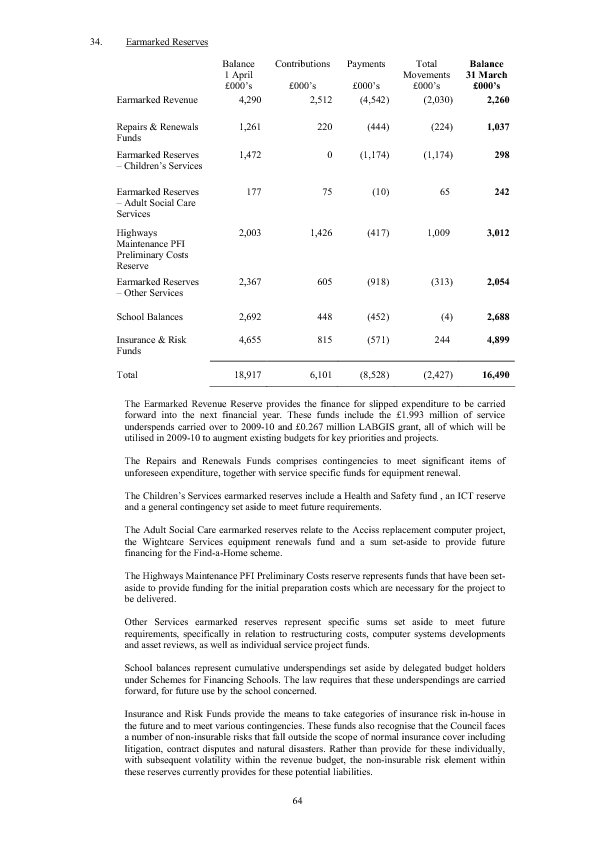 34. Earmarked Reserves
Balance Contributions Payments Total Balance
1 April Movements 31 March
£000's £000's £000's £000's £000's
Earmarked Revenue 4,290 2,512 (4,542) (2,030) 2,260
Repairs & Renewals 1,261 220 (444) (224) 1,037
Funds
Earmarked Reserves 1,472 0 (1,174) (1,174) 298
– Children's Services
Earmarked Reserves 177 75 (10) 65 242
– Adult Social Care
Services
Highways 2,003 1,426 (417) 1,009 3,012
Maintenance PFI
Preliminary Costs
Reserve
Earmarked Reserves 2,367 605 (918) (313) 2,054
– Other Services
School Balances 2,692 448 (452) (4) 2,688
Insurance & Risk 4,655 815 (571) 244 4,899
Funds
Total 18,917 6,101 (8,528) (2,427) 16,490
The Earmarked Revenue Reserve provides the finance for slipped expenditure to be carried
forward into the next financial year. These funds include the £1.993 million of service
underspends carried over to 2009-10 and £0.267 million LABGIS grant, all of which will be
utilised in 2009-10 to augment existing budgets for key priorities and projects.
The Repairs and Renewals Funds comprises contingencies to meet significant items of
unforeseen expenditure, together with service specific funds for equipment renewal.
The Children's Services earmarked reserves include a Health and Safety fund , an ICT reserve
and a general contingency set aside to meet future requirements.
The Adult Social Care earmarked reserves relate to the Acciss replacement computer project,
the Wightcare Services equipment renewals fund and a sum set-aside to provide future
financing for the Find-a-Home scheme.
The Highways Maintenance PFI Preliminary Costs reserve represents funds that have been set-
aside to provide funding for the initial preparation costs which are necessary for the project to
be delivered.
Other Services earmarked reserves represent specific sums set aside to meet future
requirements, specifically in relation to restructuring costs, computer systems developments
and asset reviews, as well as individual service project funds.
School balances represent cumulative underspendings set aside by delegated budget holders
under Schemes for Financing Schools. The law requires that these underspendings are carried
forward, for future use by the school concerned.
Insurance and Risk Funds provide the means to take categories of insurance risk in-house in
the future and to meet various contingencies. These funds also recognise that the Council faces
a number of non-insurable risks that fall outside the scope of normal insurance cover including
litigation, contract disputes and natural disasters. Rather than provide for these individually,
with subsequent volatility within the revenue budget, the non-insurable risk element within
these reserves currently provides for these potential liabilities.
64